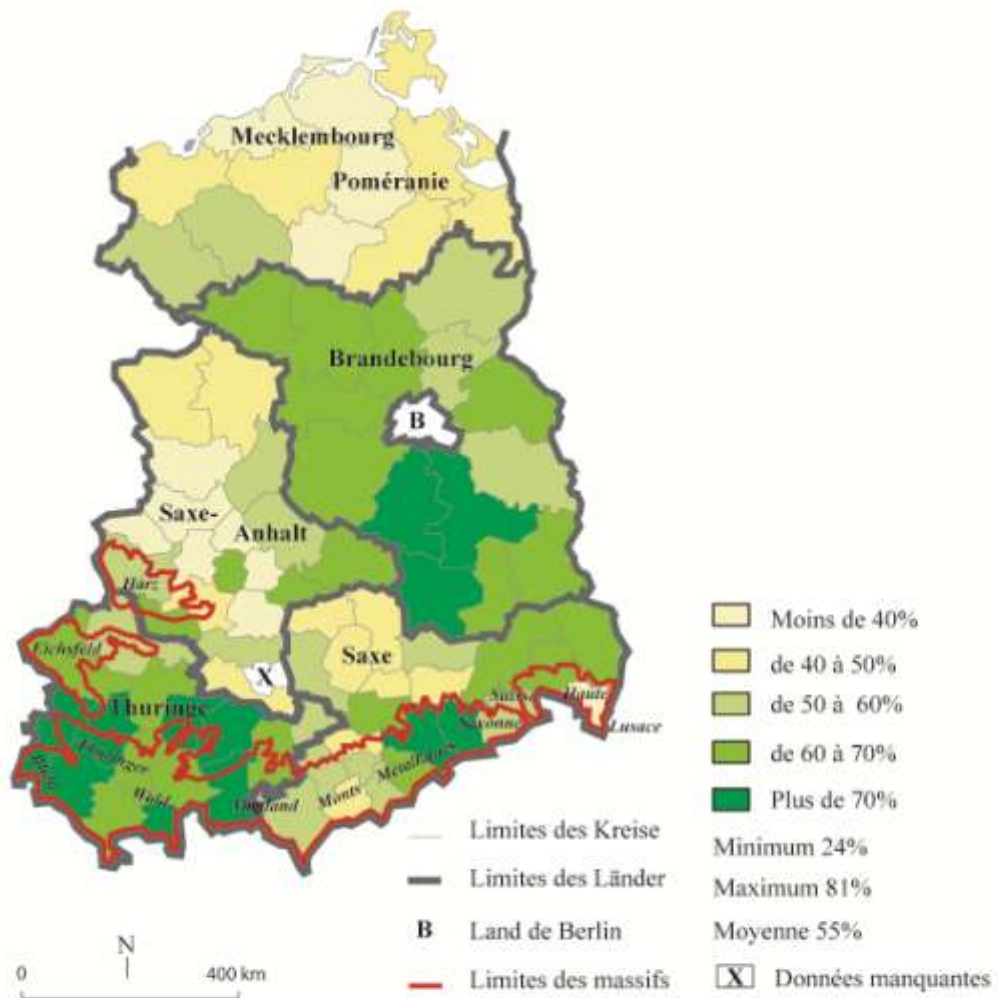 Mecklembourg
Poméranie
Brandebourg
B
Saxe-
Anhalt
Harz
Eichsfeld
Saxe
X
Thuringe
Haute
Lusace
Wald
Monts
Moins de 40%
de 40 à 50%
de 50 à 60%
de 60 à 70%
Plus de 70%
Limites des Kreise
Minimum 24%
Limites des Länder
Maximum 81%
B Land de Berlin
Moyenne 55%
N
0 400 km
Limites des massifs
X Données manquantes